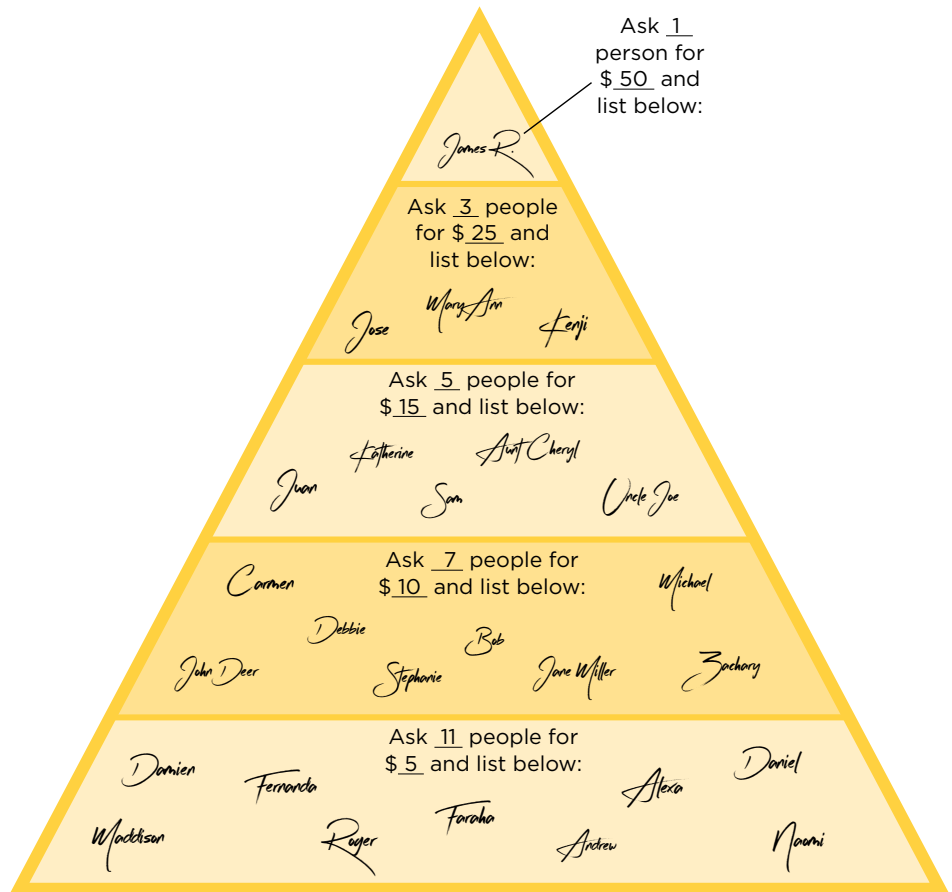 Ask 1
person for
$ 50 and
list below:
James R.
Ask 3 people
for $ 25 and
list below:
Jose Mary Ann Kenji
Ask 5 people for
$ 15 and list below:
Katherine Aunt Cheryl
Juan Sam Uncle Joe
Ask 7 people for
$ 10 and list below:
Carmen Michael
Debbie Bob
John Deer Stephanie Jane Miller Zachary
Ask 11 people for
$ 5 and list below:
Damien Fernanda Alexa Daniel
Maddison Roger Faraha Andrew Naomi